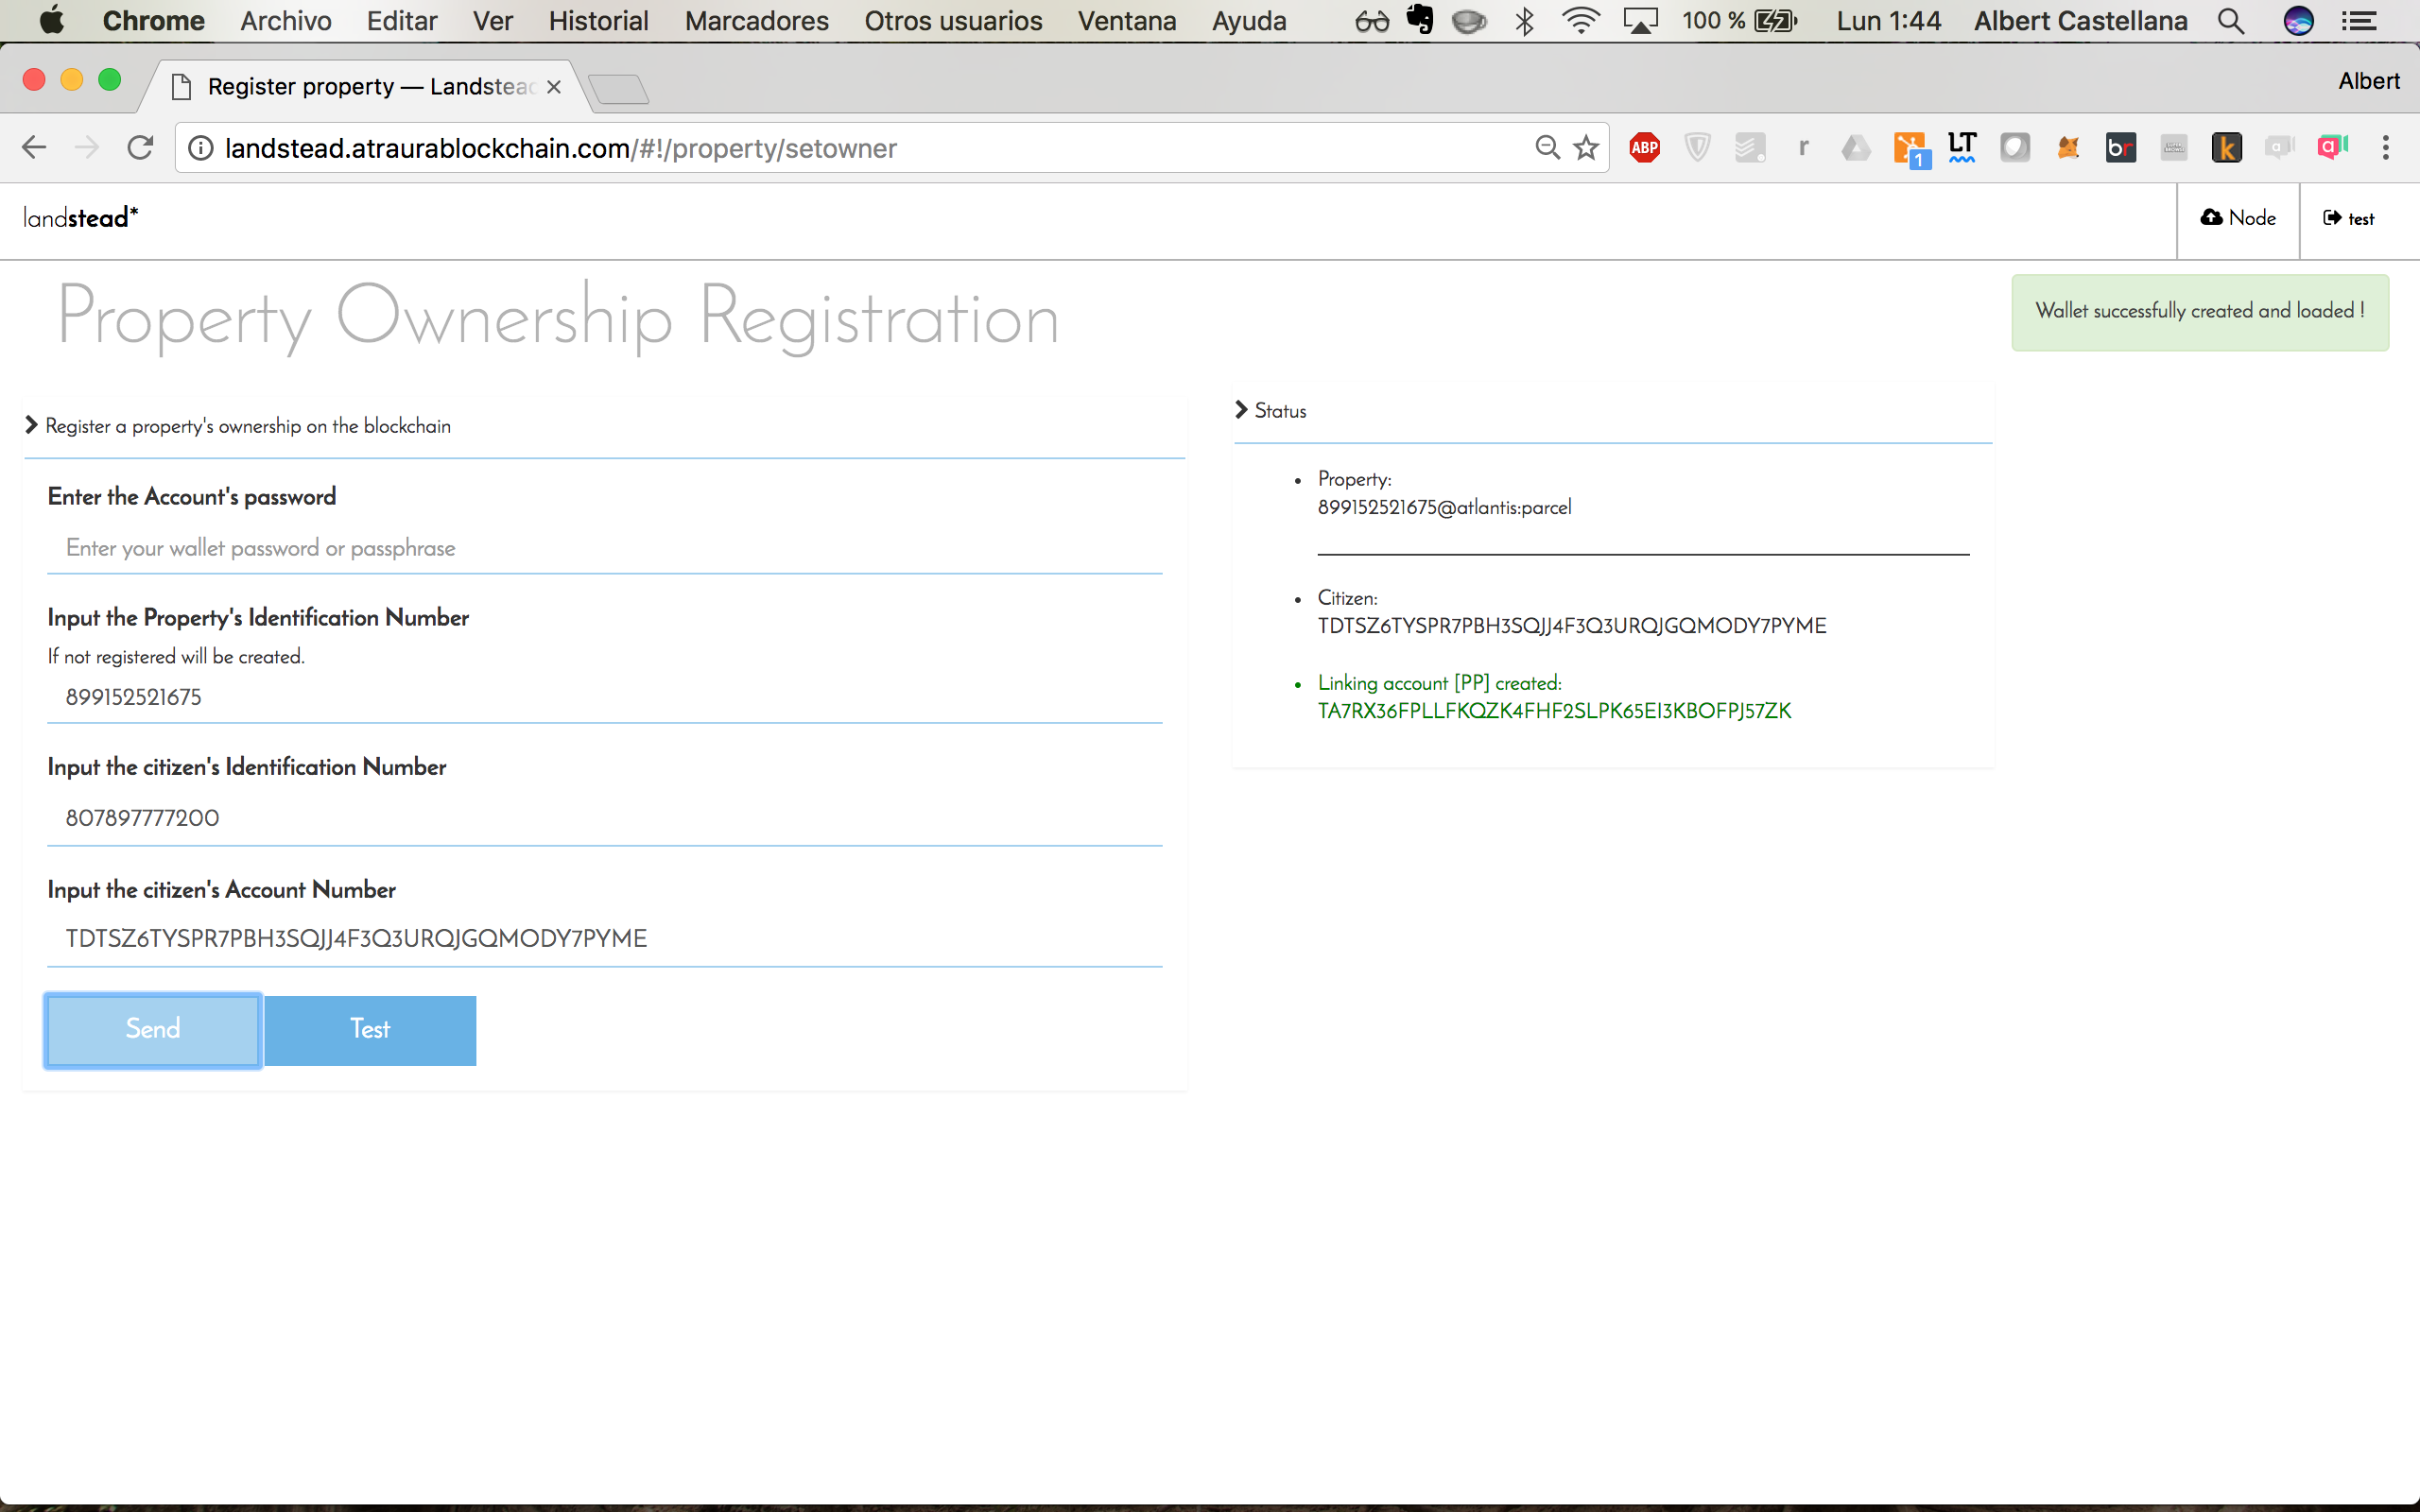 Chrome Archivo Editar Ver Historial Marcadores Otros usuarios Ventana Ayuda 100 % Lun 1:44 Albert Castellana
Register property — Landstead
Albert
landstead.atraurablockchain.com/#!/property/setowner
ABP r 1 LT br k a a
landstead*
Node
test
Property Ownership Registration
Wallet successfully created and loaded !
Register a property's ownership on the blockchain
Enter the Account's password
Enter your wallet password or passphrase
Input the Property's Identification Number
If not registered will be created.
899152521675
Input the citizen's Identification Number
807897777200
Input the citizen's Account Number
TDTSZ6TYSPR7PBH3SQJJ4F3Q3URQJGQMODY7PYME
Send
Test
Status
Property:
899152521675@atlantis:parcel
Citizen:
TDTSZ6TYSPR7PBH3SQJJ4F3Q3URQJGQMODY7PYME
Linking account [PP] created:
TA7RX36FPLLFKQZK4FHF2SLPK65EI3KBOFPJ57ZK